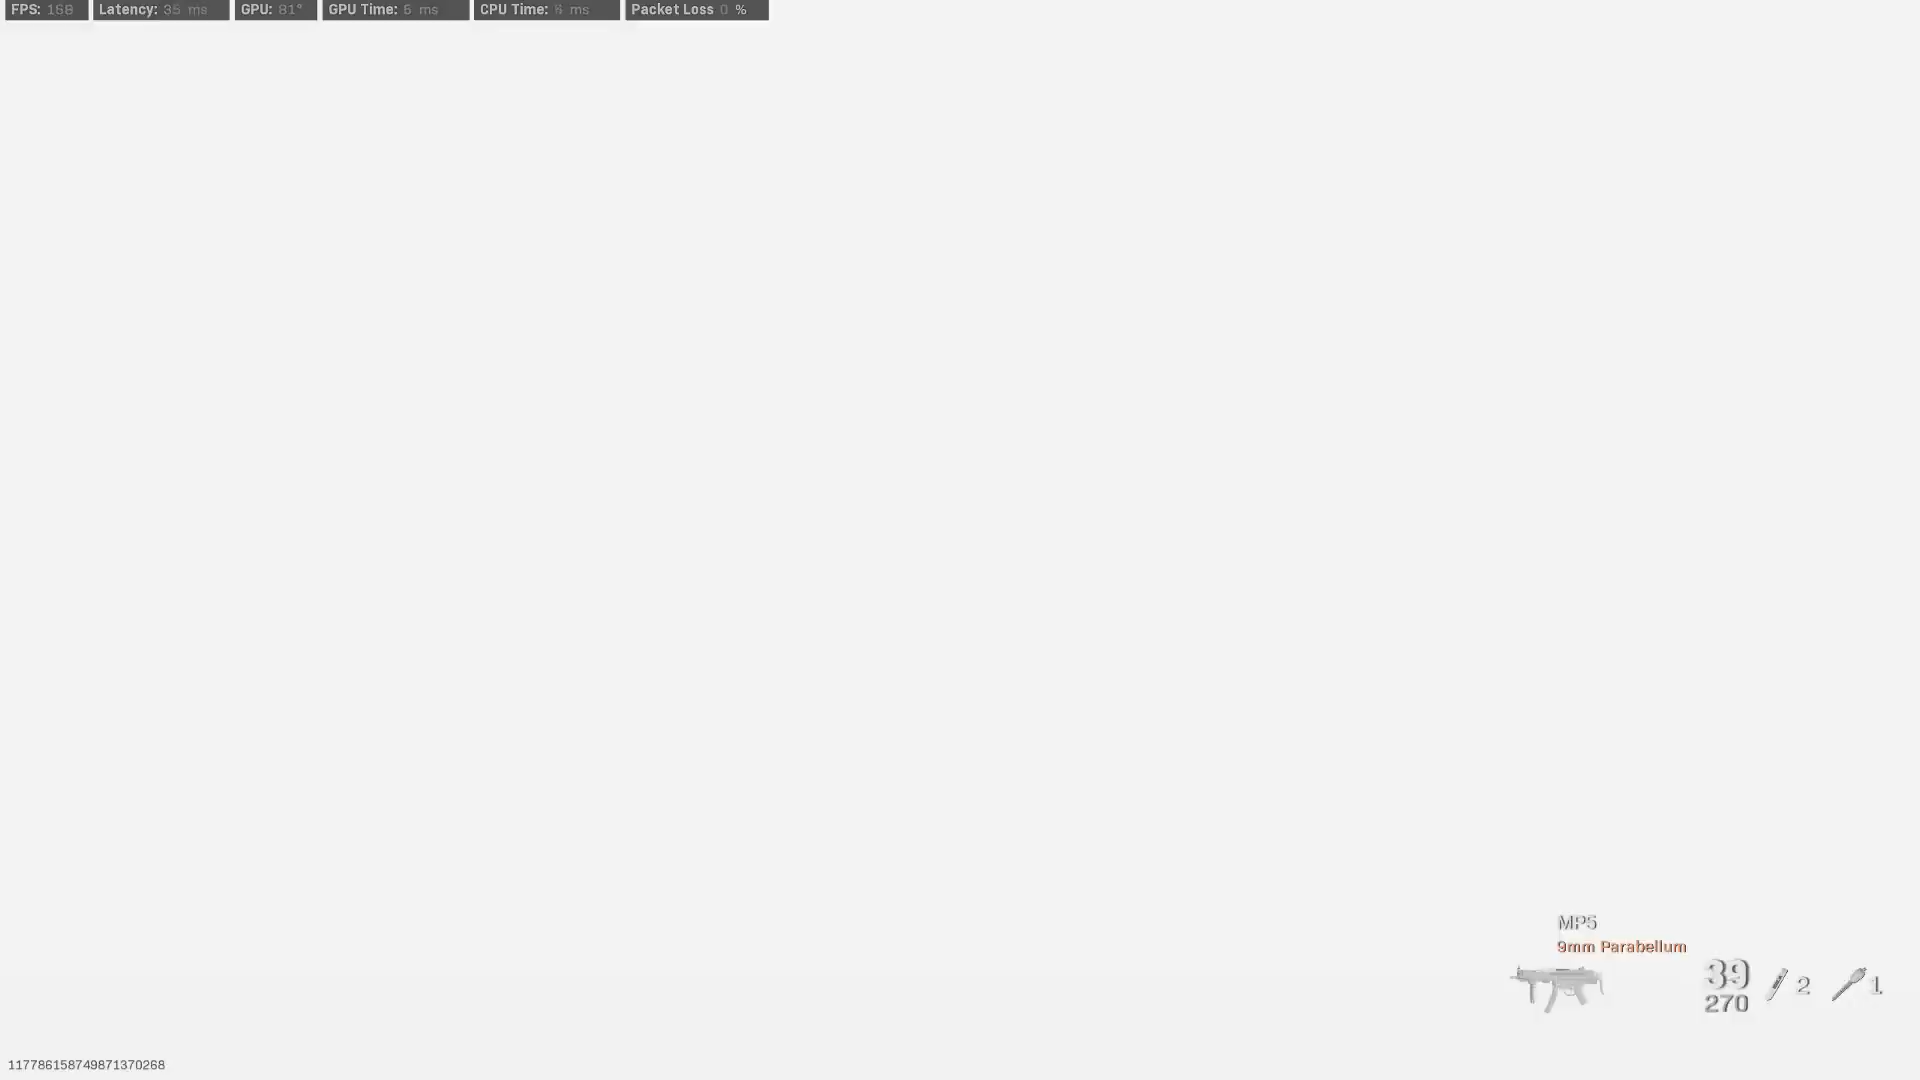 FPS: 158 Latency: 35 ms GPU: 81° GPU Time: 5 ms CPU Time: ms Packet Loss 0 %
MP5
9mm Parabellum
39
270
2
1
117786158749871370268